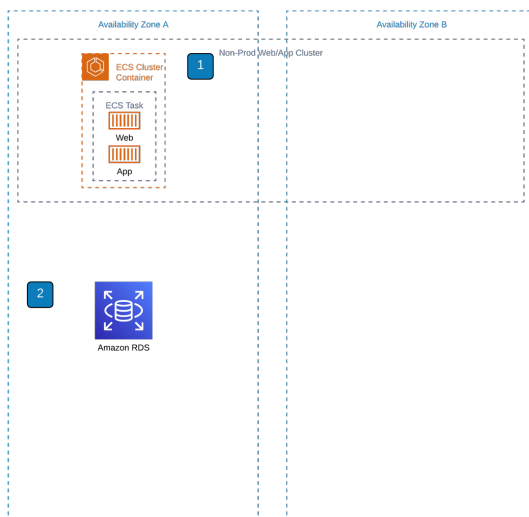 Availability Zone A
Availability Zone B
Non-Prod Web/App Cluster
1
ECS Cluster
Container
ECS Task
Web
App
2
Amazon RDS